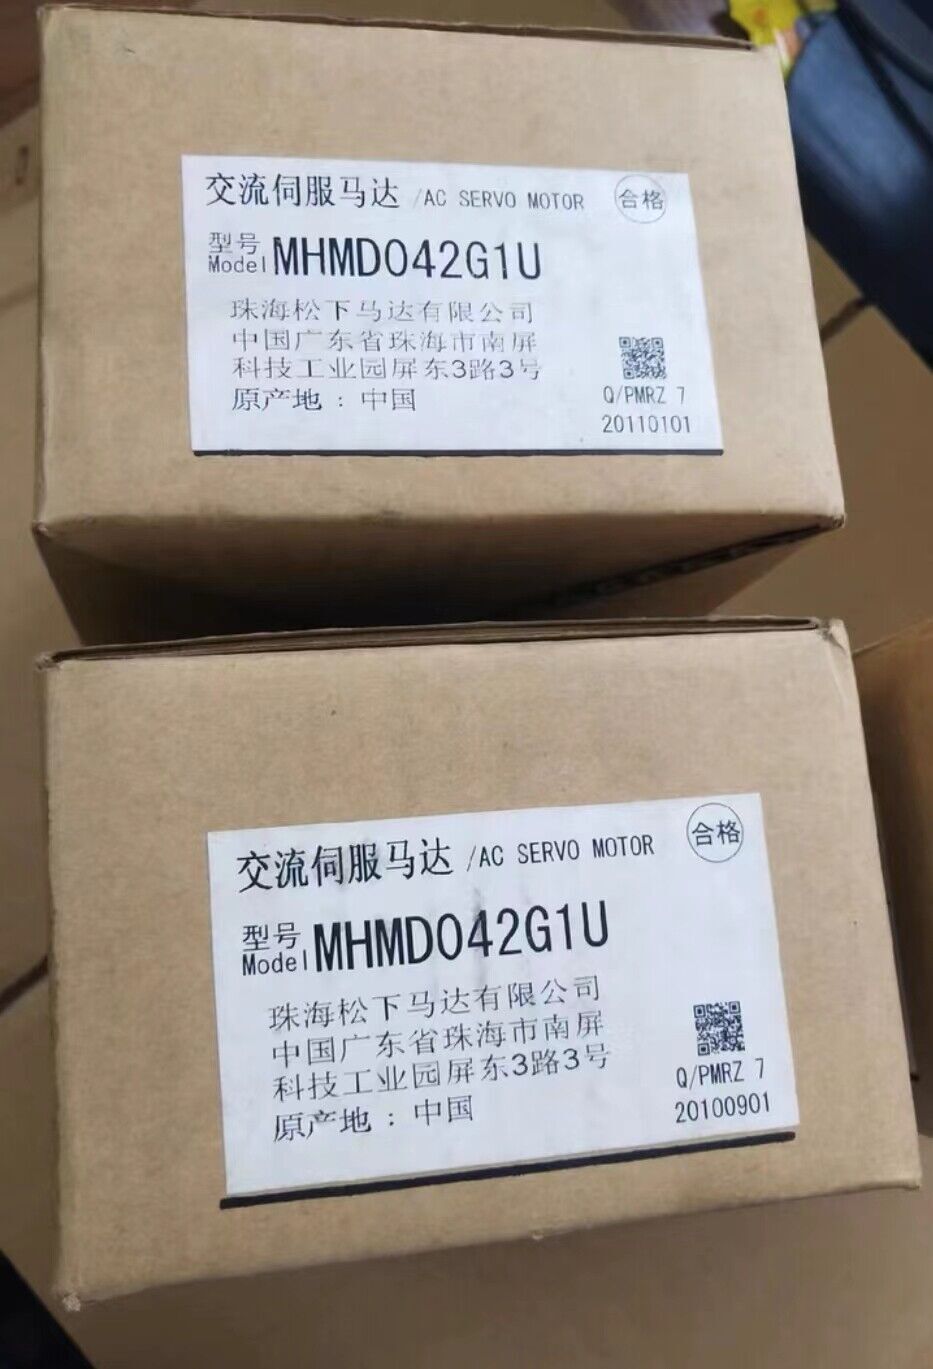 交流伺服马达 /AC SERVO MOTOR 合格
型号
Model MHMD042G1U
珠海松下马达有限公司
中国广东省珠海市南屏
科技工业园屏东3路3号
原产地 : 中国
Q/PMRZ 7
20110101
交流伺服马达 /AC SERVO MOTOR 合格
型号
Model MHMD042G1U
珠海松下马达有限公司
中国广东省珠海市南屏
科技工业园屏东3路3号
原产地 : 中国
Q/PMRZ 7
20100901